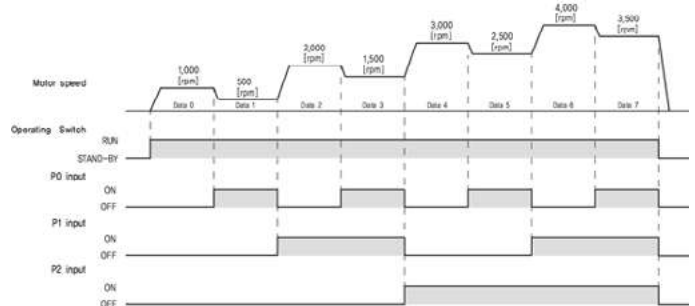 4,000
[rpm]
3,500
[rpm]
3,000
[rpm]
2,500
[rpm]
2,000
[rpm]
1,500
[rpm]
1,000
[rpm]
500
[rpm]
Motor speed
Data 0 Data 1 Data 2 Data 3 Data 4 Data 5 Data 6 Data 7
Operating Switch
RUN
STAND-BY
P0 input
ON
OFF
P1 input
ON
OFF
P2 input
ON
OFF